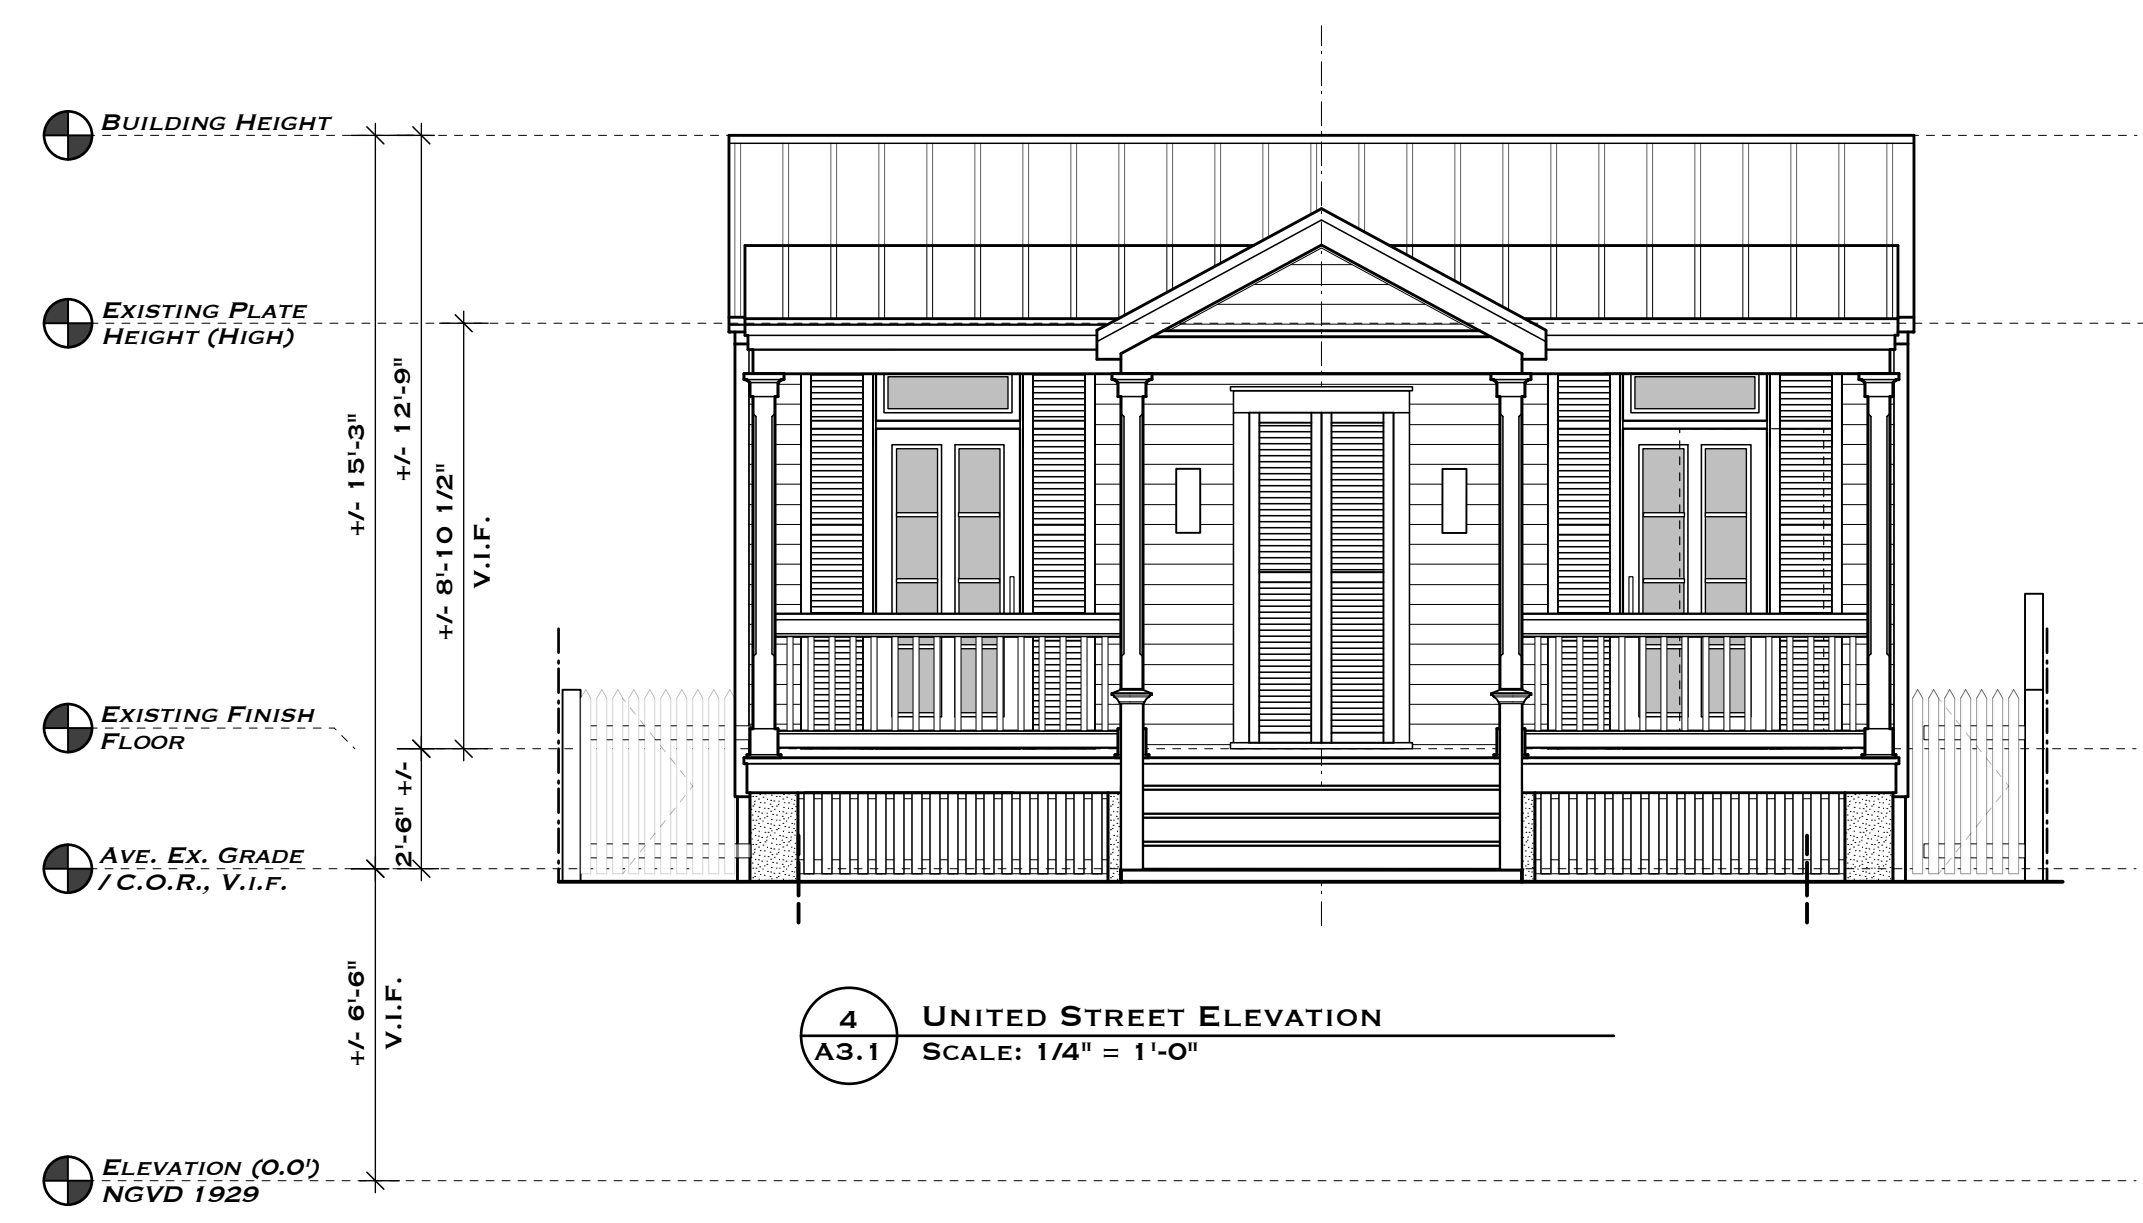 BUILDING HEIGHT
EXISTING PLATE
HEIGHT (HIGH)
+/- 15'-3"
+/- 12'-9"
+/- 8'-10 1/2"
V.I.F.
EXISTING FINISH
FLOOR
2'-6" +/-
AVE. EX. GRADE
/ C.O.R., V.I.F.
+/- 6'-6"
V.I.F.
4
A3.1
UNITED STREET ELEVATION
SCALE: 1/4" = 1'-0"
ELEVATION (0.0')
NGVD 1929